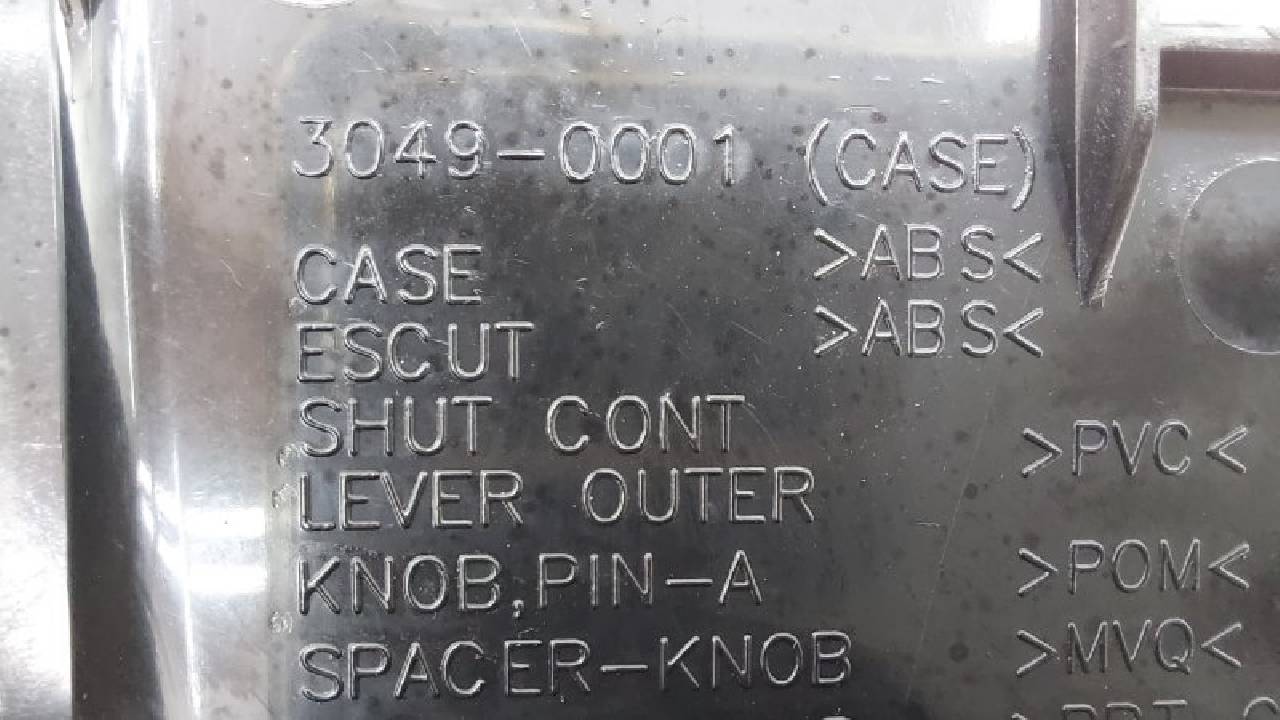 3049-0001 (CASE)
CASE >ABS<
ESCUT >ABS<
SHUT CONT >PVC<
LEVER OUTER
KNOB,PIN-A >POM<
SPACER-KNOB >MVQ<